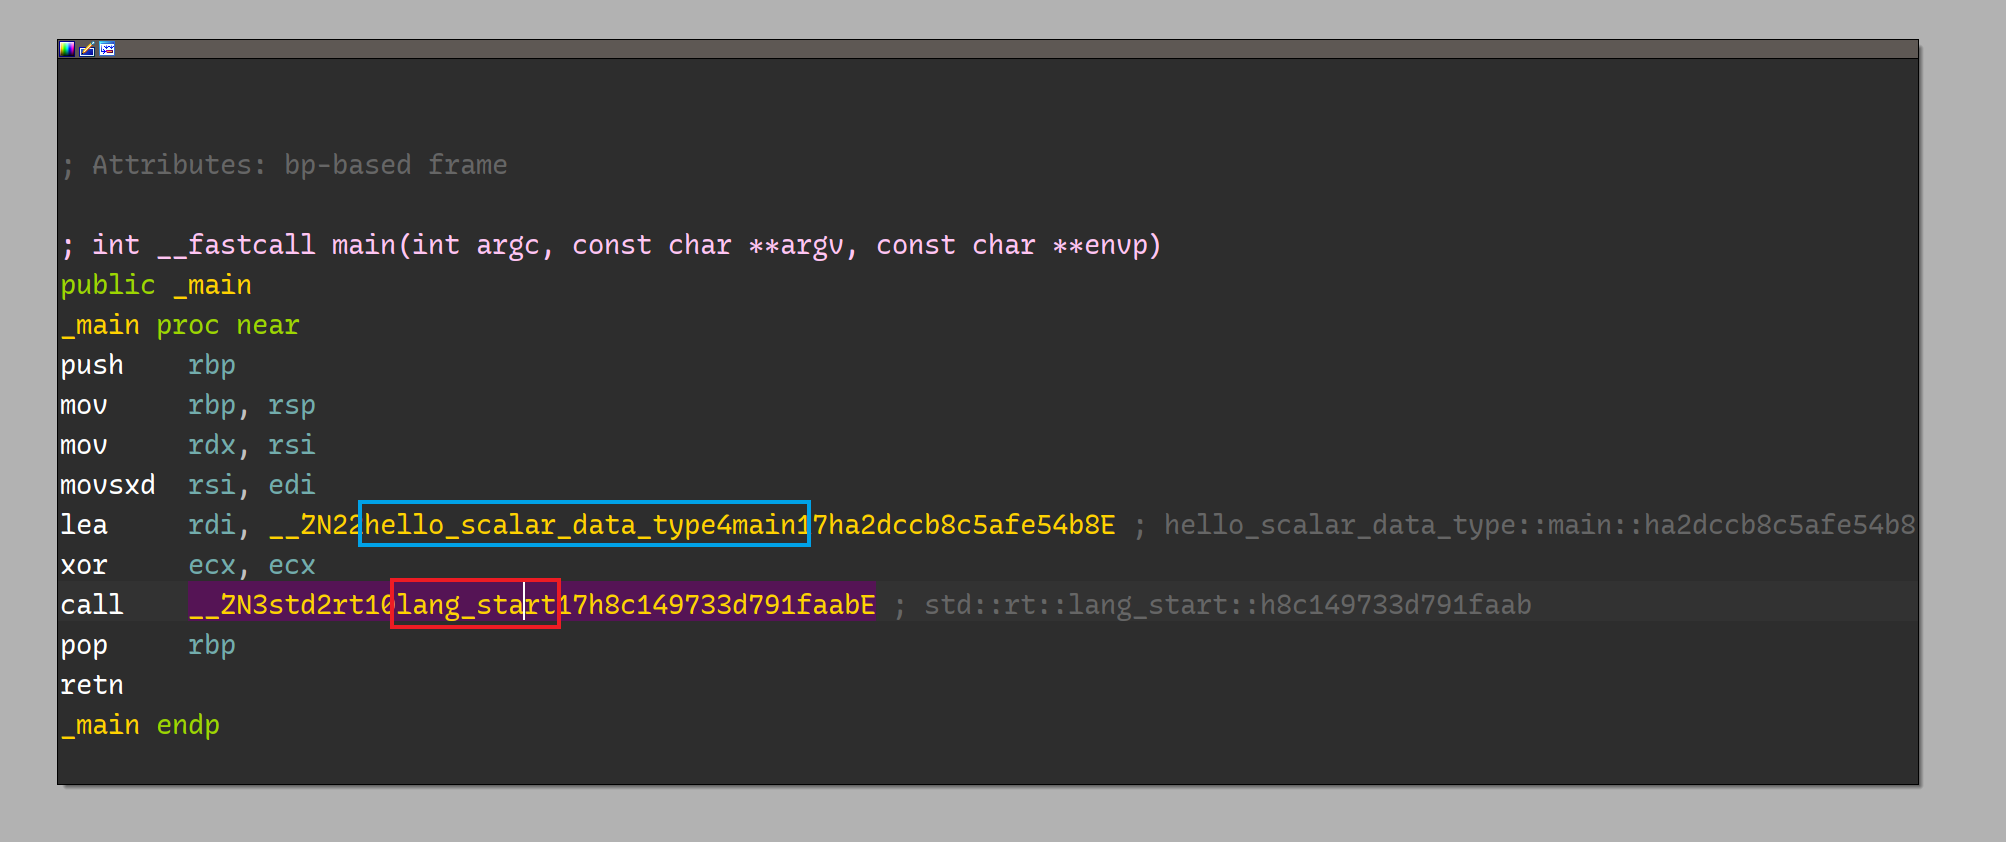 ; Attributes: bp-based frame
; int __fastcall main(int argc, const char **argv, const char **envp)
public _main
_main proc near
push rbp
mov rbp, rsp
mov rdx, rsi
movsxd rsi, edi
lea rdi, __ZN22hello_scalar_data_type4main17ha2dccb8c5afe54b8E ; hello_scalar_data_type::main::ha2dccb8c5afe54b8
xor ecx, ecx
call __ZN3std2rt10lang_start17h8c149733d791faabE ; std::rt::lang_start::h8c149733d791faab
pop rbp
retn
_main endp